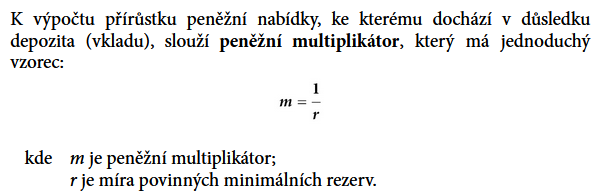 K výpočtu přírůstku peněžní nabídky, ke kterému dochází v důsledku
depozita (vkladu), slouží peněžní multiplikátor, který má jednoduchý
vzorec:
m = 1/r
kde m je peněžní multiplikátor;
r je míra povinných minimálních rezerv.